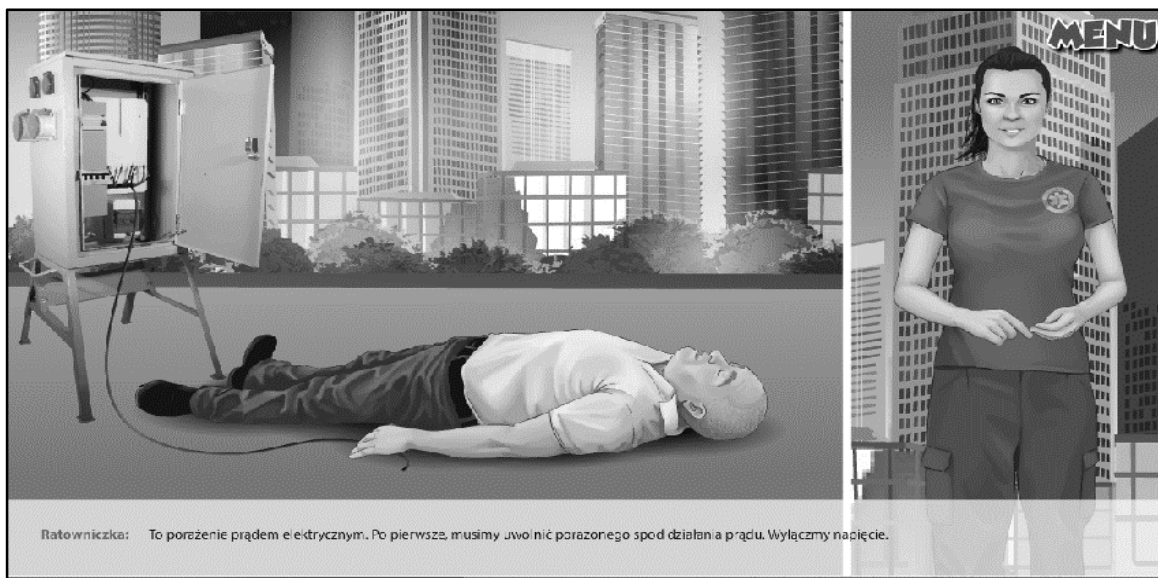 MENU
Ratowniczka: To porażenie prądem elektrycznym. Po pierwsze, musimy uwolnić porażonego spod działania prądu. Wyłączmy napięcie.